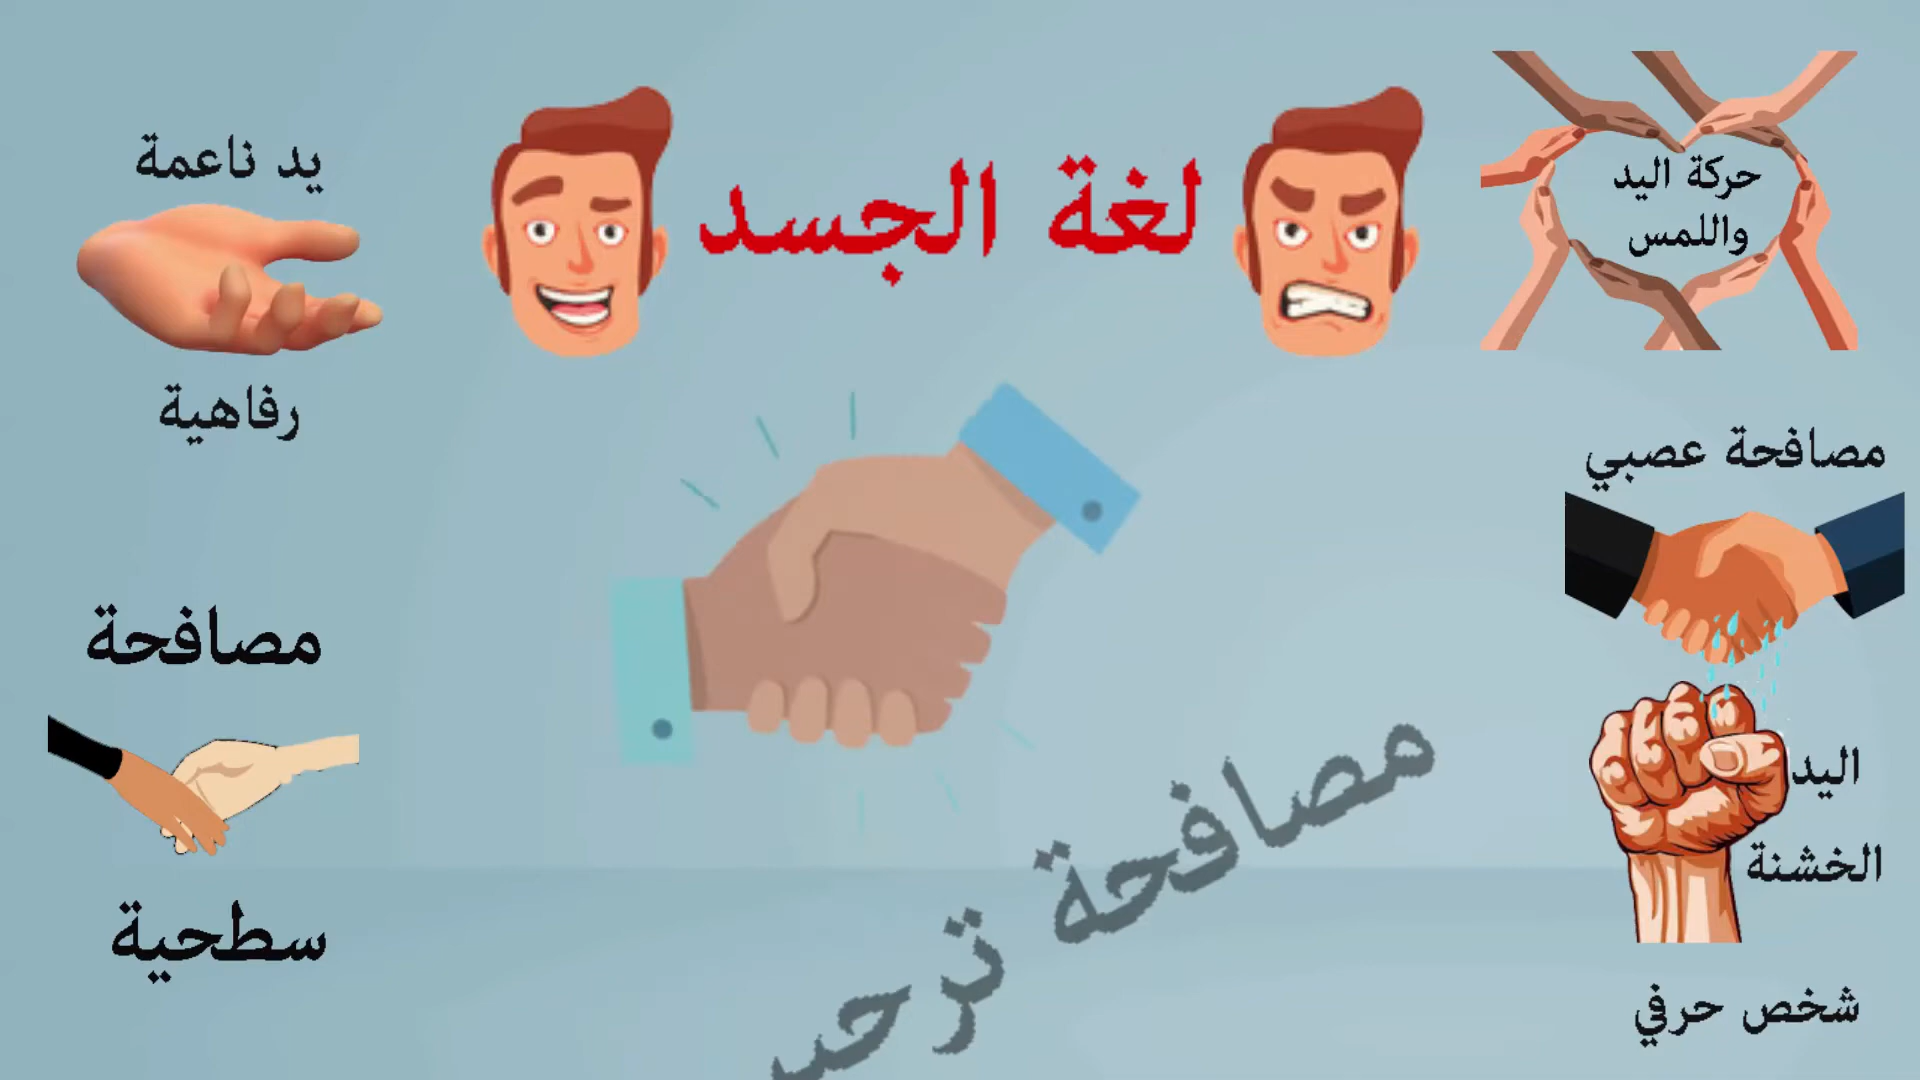 لغة الجسد
حركة اليد
واللمس
يد ناعمة
رفاهية
مصافحة عصبي
مصافحة
سطحية
اليد
الخشنة
شخص حرفي
مصافحة